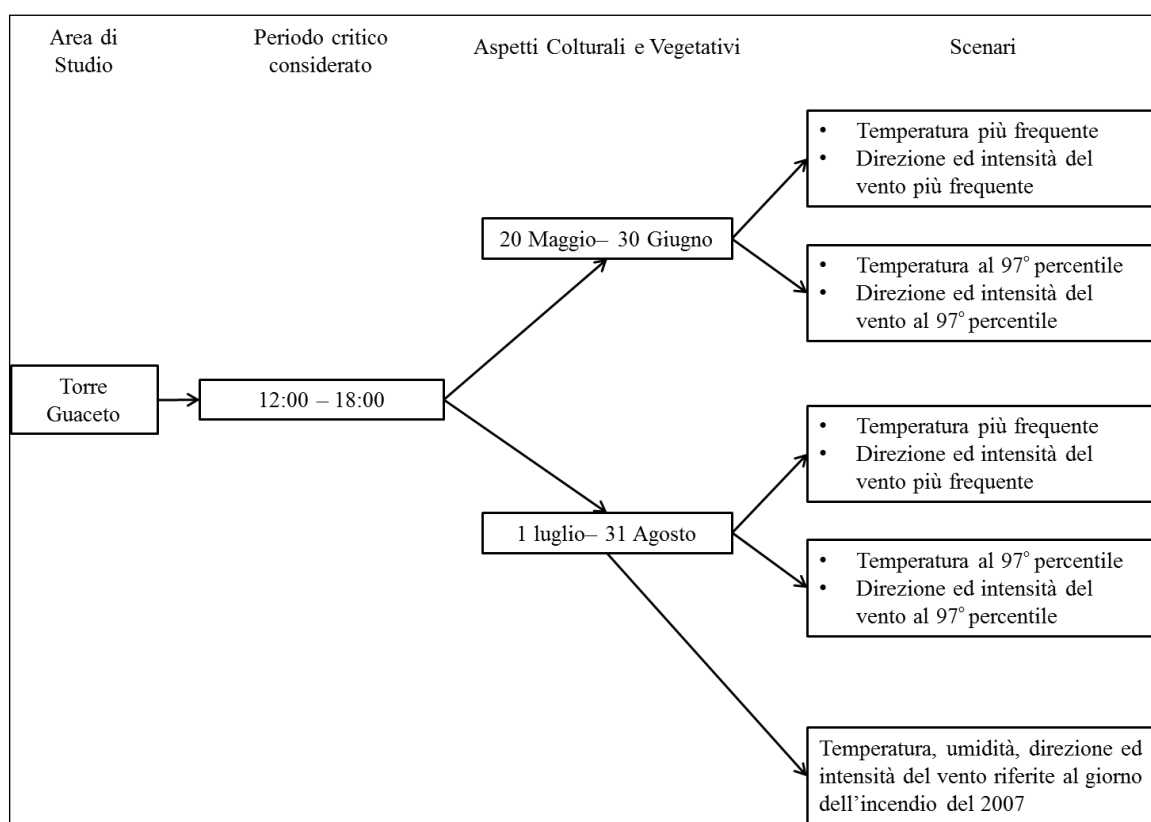 Area di
Studio
Periodo critico
considerato
Aspetti Colturali e Vegetativi
Scenari
• Temperatura più frequente
• Direzione ed intensità del
vento più frequente
20 Maggio– 30 Giugno
• Temperatura al 97° percentile
• Direzione ed intensità del
vento al 97° percentile
Torre
Guaceto
12:00 – 18:00
• Temperatura più frequente
• Direzione ed intensità del
vento più frequente
1 luglio– 31 Agosto
• Temperatura al 97° percentile
• Direzione ed intensità del
vento al 97° percentile
Temperatura, umidità, direzione ed
intensità del vento riferite al giorno
dell’incendio del 2007